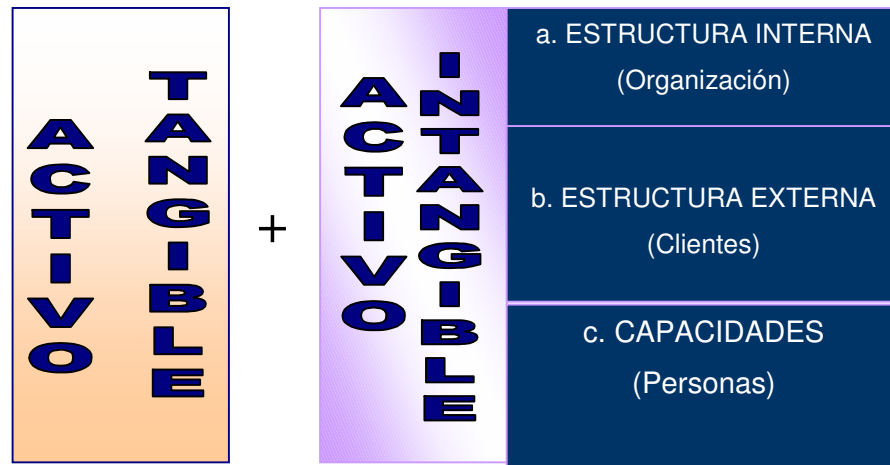 ACTIVO
TANGIBLE
+
ACTIVO
INTANGIBLE
a. ESTRUCTURA INTERNA
(Organización)
b. ESTRUCTURA EXTERNA
(Clientes)
c. CAPACIDADES
(Personas)